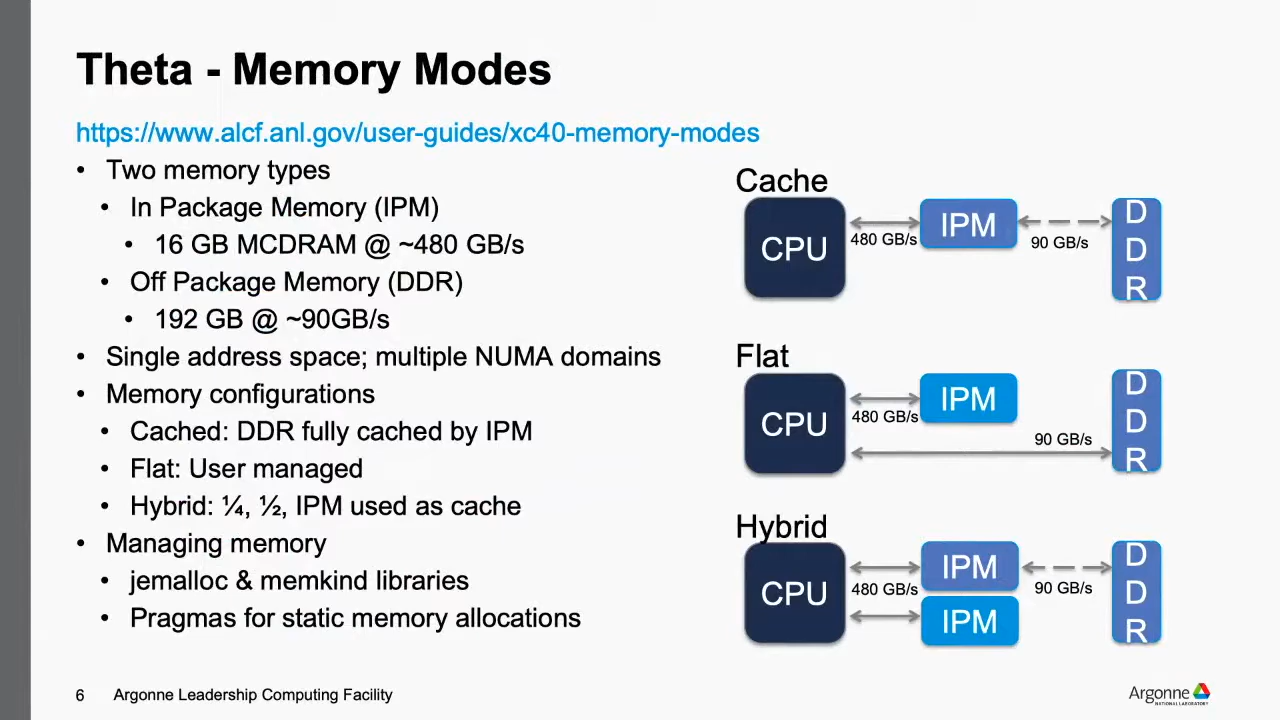 Theta - Memory Modes
https://www.alcf.anl.gov/user-guides/xc40-memory-modes
• Two memory types
• In Package Memory (IPM)
• 16 GB MCDRAM @ ~480 GB/s
• Off Package Memory (DDR)
• 192 GB @ ~90GB/s
• Single address space; multiple NUMA domains
• Memory configurations
• Cached: DDR fully cached by IPM
• Flat: User managed
• Hybrid: ¼, ½, IPM used as cache
• Managing memory
• jemalloc & memkind libraries
• Pragmas for static memory allocations
Cache
CPU
480 GB/s
IPM
90 GB/s
D
D
R
Flat
CPU
480 GB/s
IPM
90 GB/s
D
D
R
Hybrid
CPU
480 GB/s
IPM
IPM
90 GB/s
D
D
R
6 Argonne Leadership Computing Facility
Argonne
NATIONAL LABORATORY